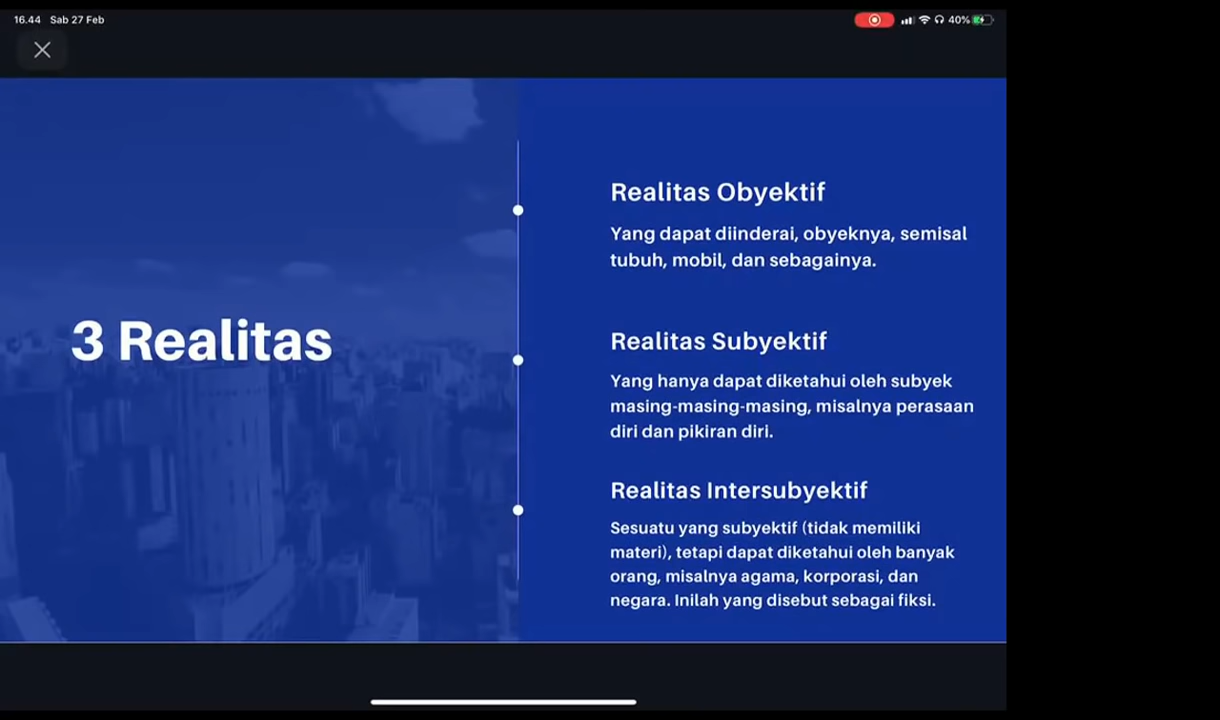 16.44 Sab 27 Feb
40%
3 Realitas
Realitas Obyektif
Yang dapat diinderai, obyeknya, semisal
tubuh, mobil, dan sebagainya.
Realitas Subyektif
Yang hanya dapat diketahui oleh subyek
masing-masing-masing, misalnya perasaan
diri dan pikiran diri.
Realitas Intersubyektif
Sesuatu yang subyektif (tidak memiliki
materi), tetapi dapat diketahui oleh banyak
orang, misalnya agama, korporasi, dan
negara. Inilah yang disebut sebagai fiksi.